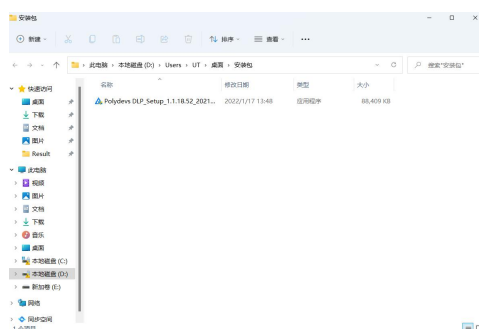 安装包
新建
排序
查看
此电脑 › 本地磁盘 (D:) › Users › UT › 桌面 › 安装包
搜索"安装包"
名称 修改日期 类型 大小
Polydevs DLP_Setup_1.1.18.52_2021... 2022/1/17 13:48 应用程序 88,409 KB
快速访问
桌面
下载
文档
图片
Result
此电脑
视频
图片
文档
下载
音乐
桌面
本地磁盘 (C:)
本地磁盘 (D:)
新加卷 (E:)
网络
同步空间
1 个项目